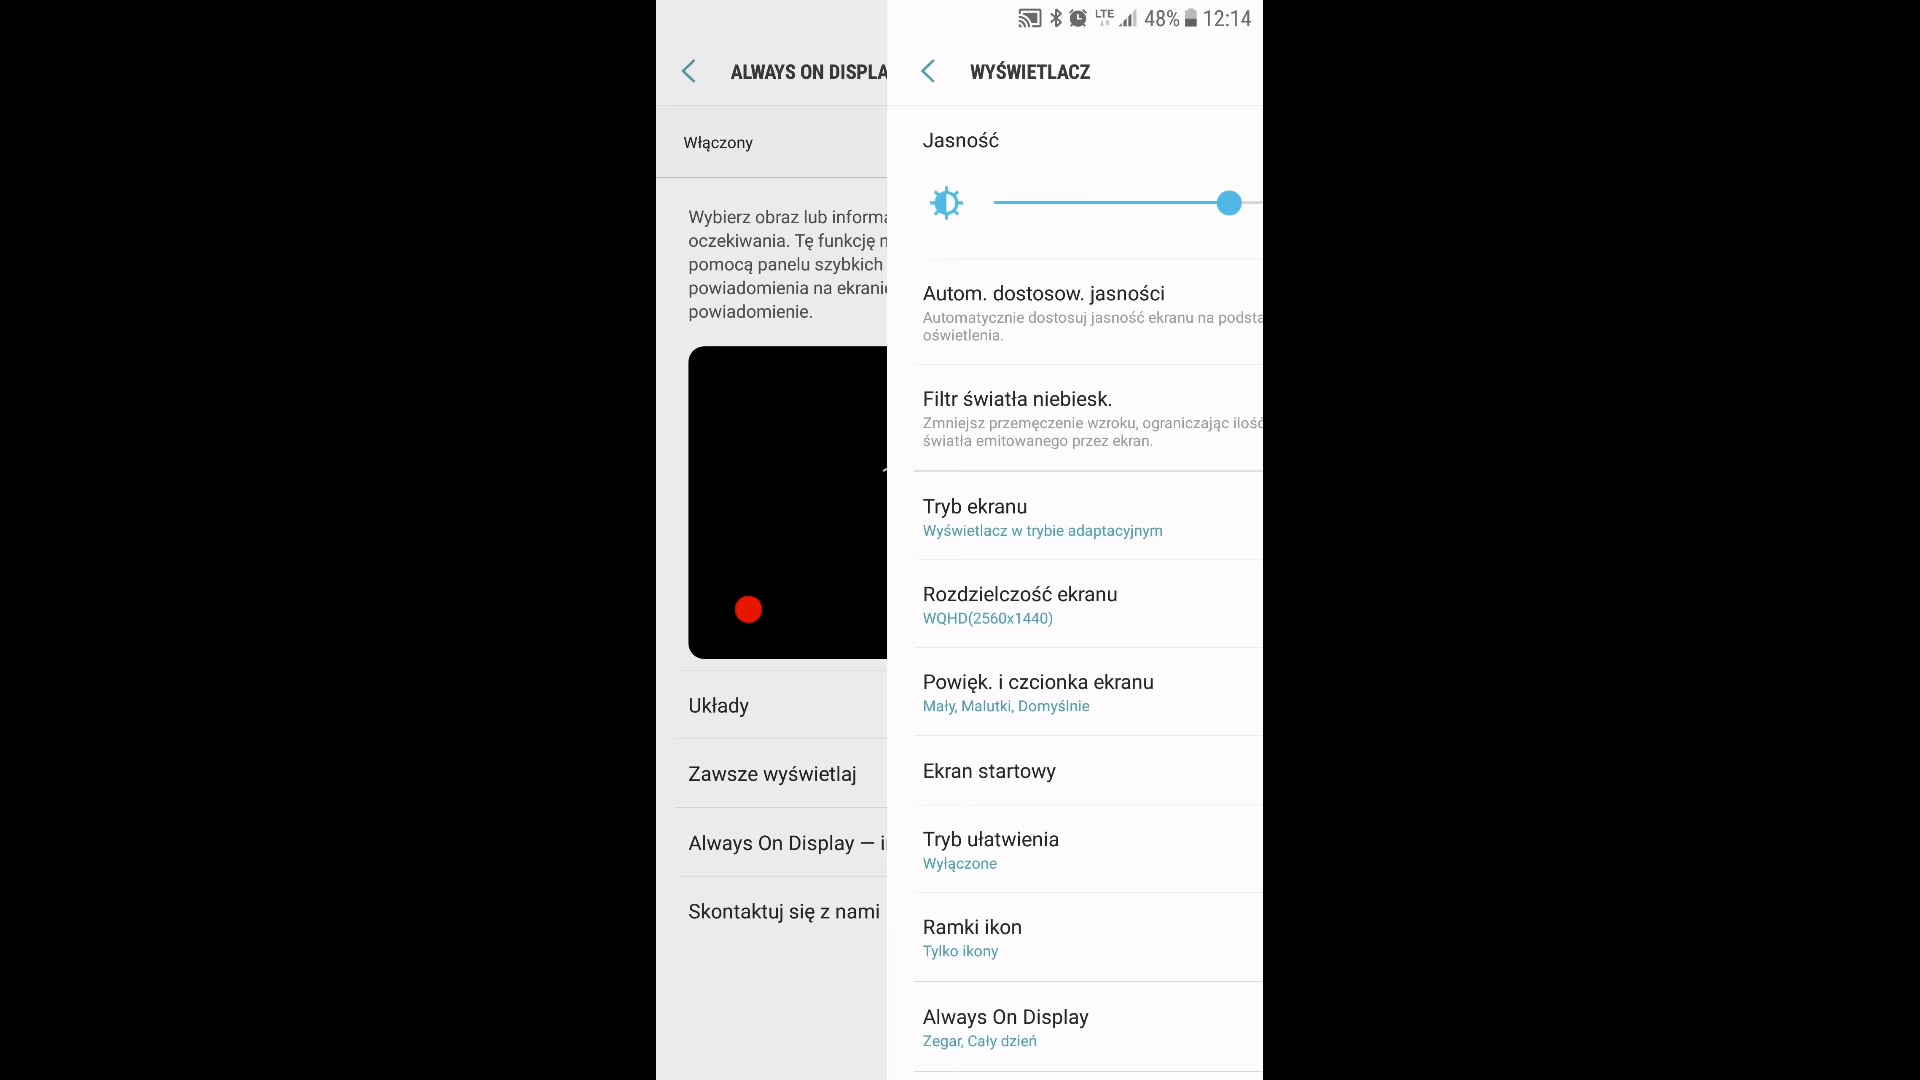 LTE 48% 12:14
ALWAYS ON DISPLA
Włączony
Wybierz obraz lub informa
oczekiwania. Tę funkcję
pomocą panelu szybkich
powiadomienia na ekranie
powiadomienie.
Układy
Zawsze wyświetlaj
Always On Display —
Skontaktuj się z nami
WYŚWIETLACZ
Jasność
Autom. dostosow. jasności
Automatycznie dostosuj jasność ekranu na podsta
oświetlenia.
Filtr światła niebiesk.
Zmniejsz przemęczenie wzroku, ograniczając ilość
światła emitowanego przez ekran.
Tryb ekranu
Wyświetlacz w trybie adaptacyjnym
Rozdzielczość ekranu
WQHD(2560x1440)
Powięk. i czcionka ekranu
Mały, Malutki, Domyślnie
Ekran startowy
Tryb ułatwienia
Wyłączone
Ramki ikon
Tylko ikony
Always On Display
Zegar, Cały dzień